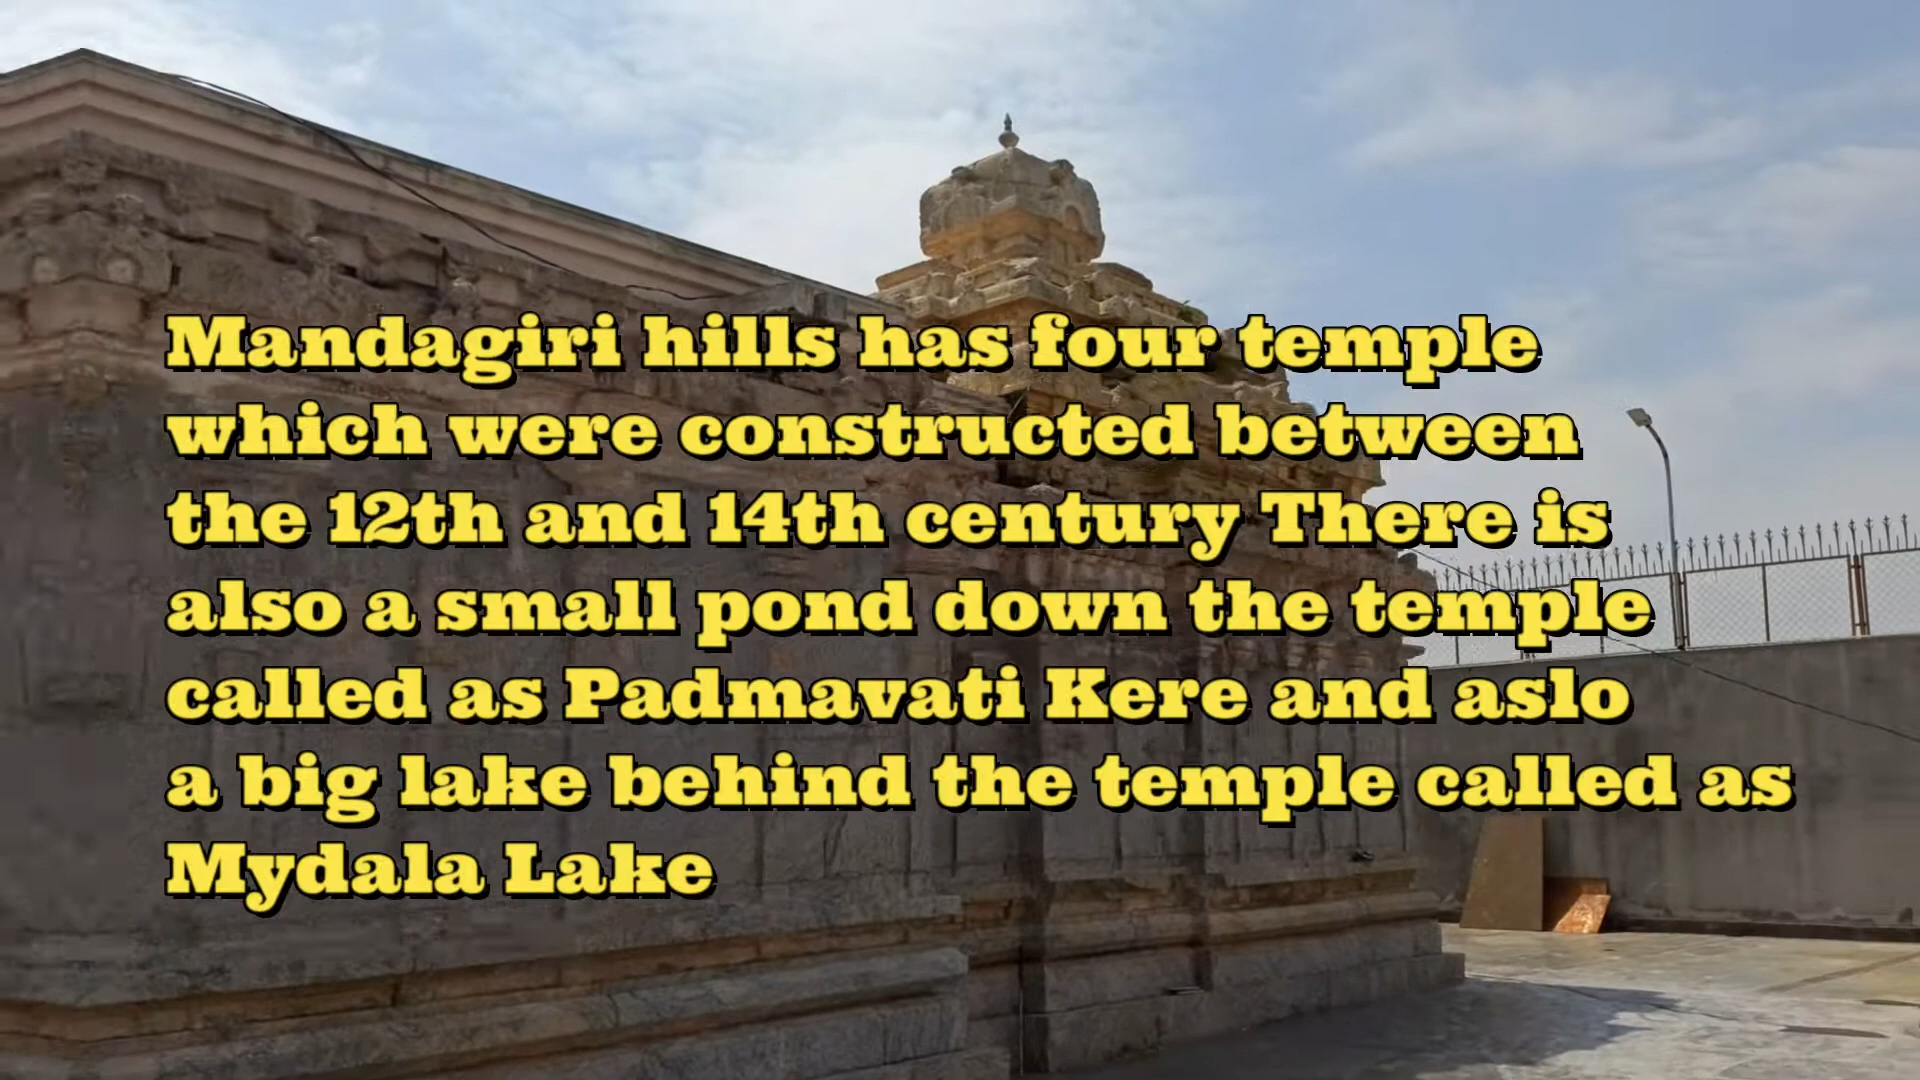 Mandagiri hills has four temple
which were constructed between
the 12th and 14th century There is
also a small pond down the temple
called as Padmavati Kere and aslo
a big lake behind the temple called as
Mydala Lake